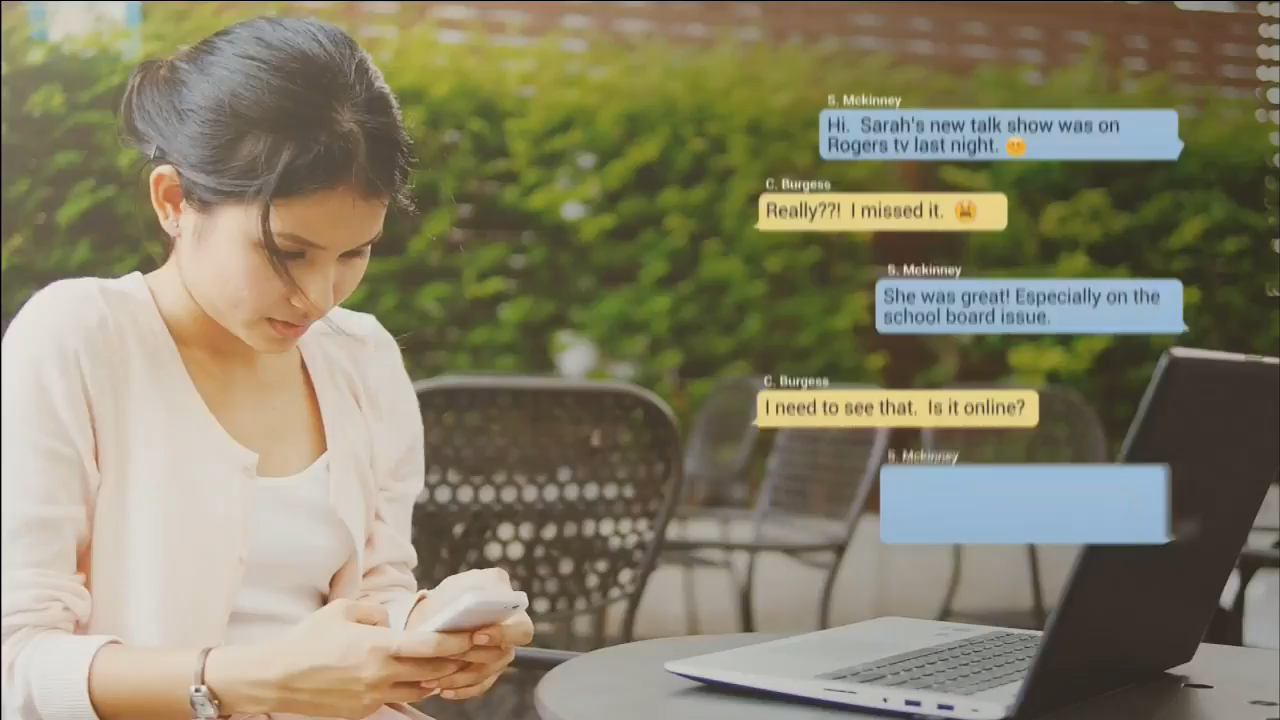 S. Mckinney
Hi.  Sarah's new talk show was on
Rogers tv last night. 😊
C. Burgess
Really??!  I missed it. 😫
S. Mckinney
She was great! Especially on the
school board issue.
C. Burgess
I need to see that.  Is it online?
S. Mckinney